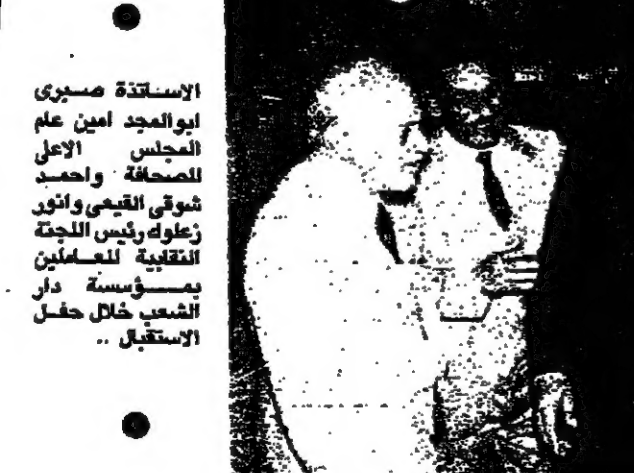 الاساتذة صبرى
ابوالمجد امين عام
المجلس الاعلى
للصحافة واحمد
شوقى القيعى وانور
زعلوك رئيس اللجنة
النقابية للعاملين
بمؤسسة دار
الشعب خلال حفل
الاستقبال ..